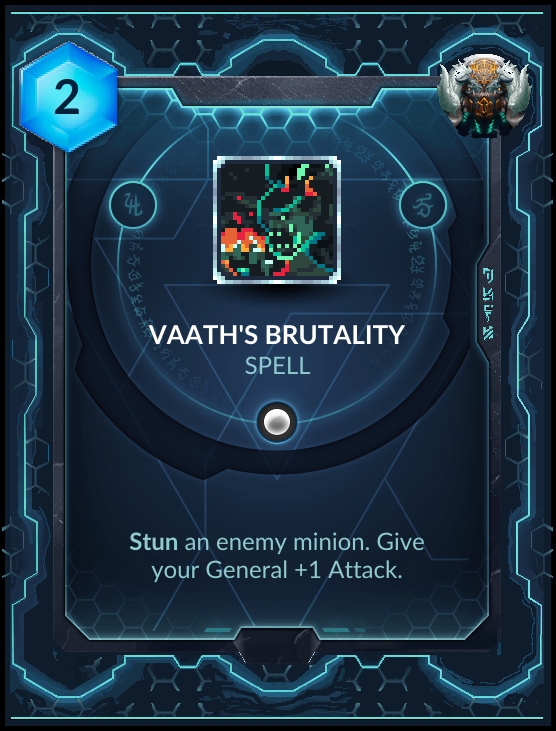 2
VAATH'S BRUTALITY
SPELL
Stun an enemy minion. Give
your General +1 Attack.